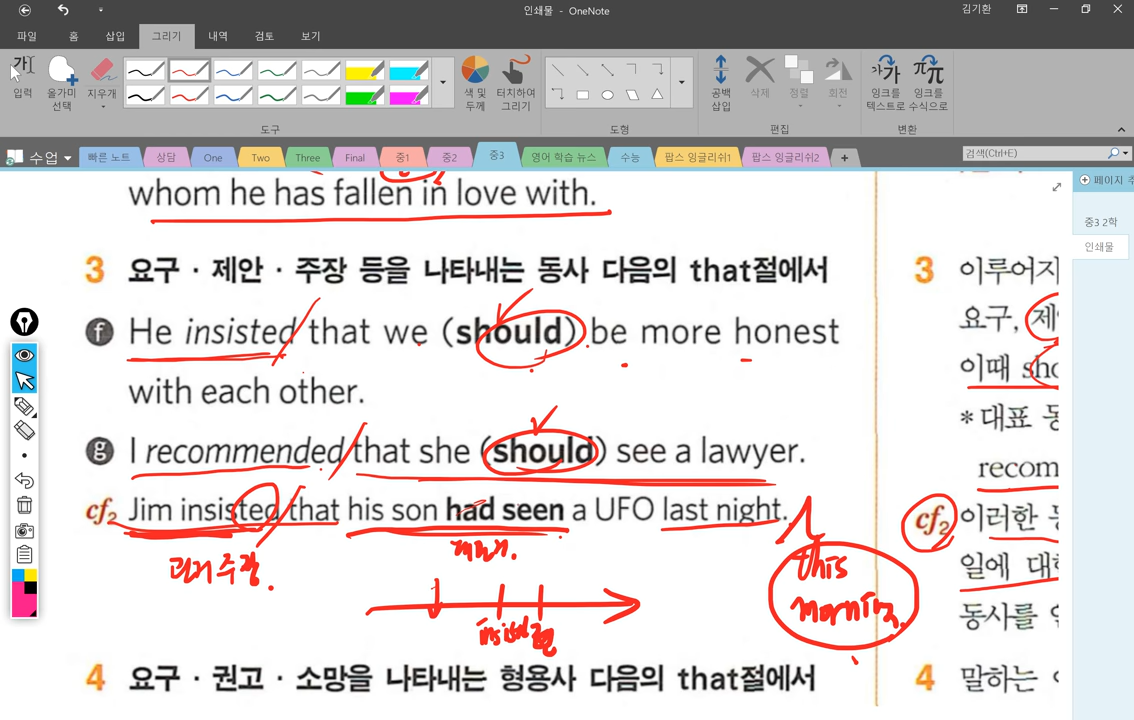 인쇄물 - OneNote
김기환
파일 홈 삽입 그리기 내역 검토 보기
입력
올가미
선택
지우개
색 및
두께
터치하여
그리기
공백
삽입
삭제
정렬
회전
잉크를
텍스트로
잉크를
수식으로
도구
도형
편집
변환
수업
빠른 노트 상담 One Two Three Final 중1 중2 중3 영어 학습 뉴스 수능 팝스 잉글리쉬1 팝스 잉글리쉬2
검색(Ctrl+E)
페이지 추
중3 2학
인쇄물
whom he has fallen in love with.
3 요구 · 제안 · 주장 등을 나타내는 동사 다음의 that절에서
f He insisted that we (should) be more honest
with each other.
g I recommended that she (should) see a lawyer.
cf2 Jim insisted that his son had seen a UFO last night.
과거 주장.
insisted
this
morning.
4 요구 · 권고 · 소망을 나타내는 형용사 다음의 that절에서
3 이루어지
요구, 제
이때 sho
* 대표 동
recom
cf2 이러한 동
일에 대한
동사를
4 말하는